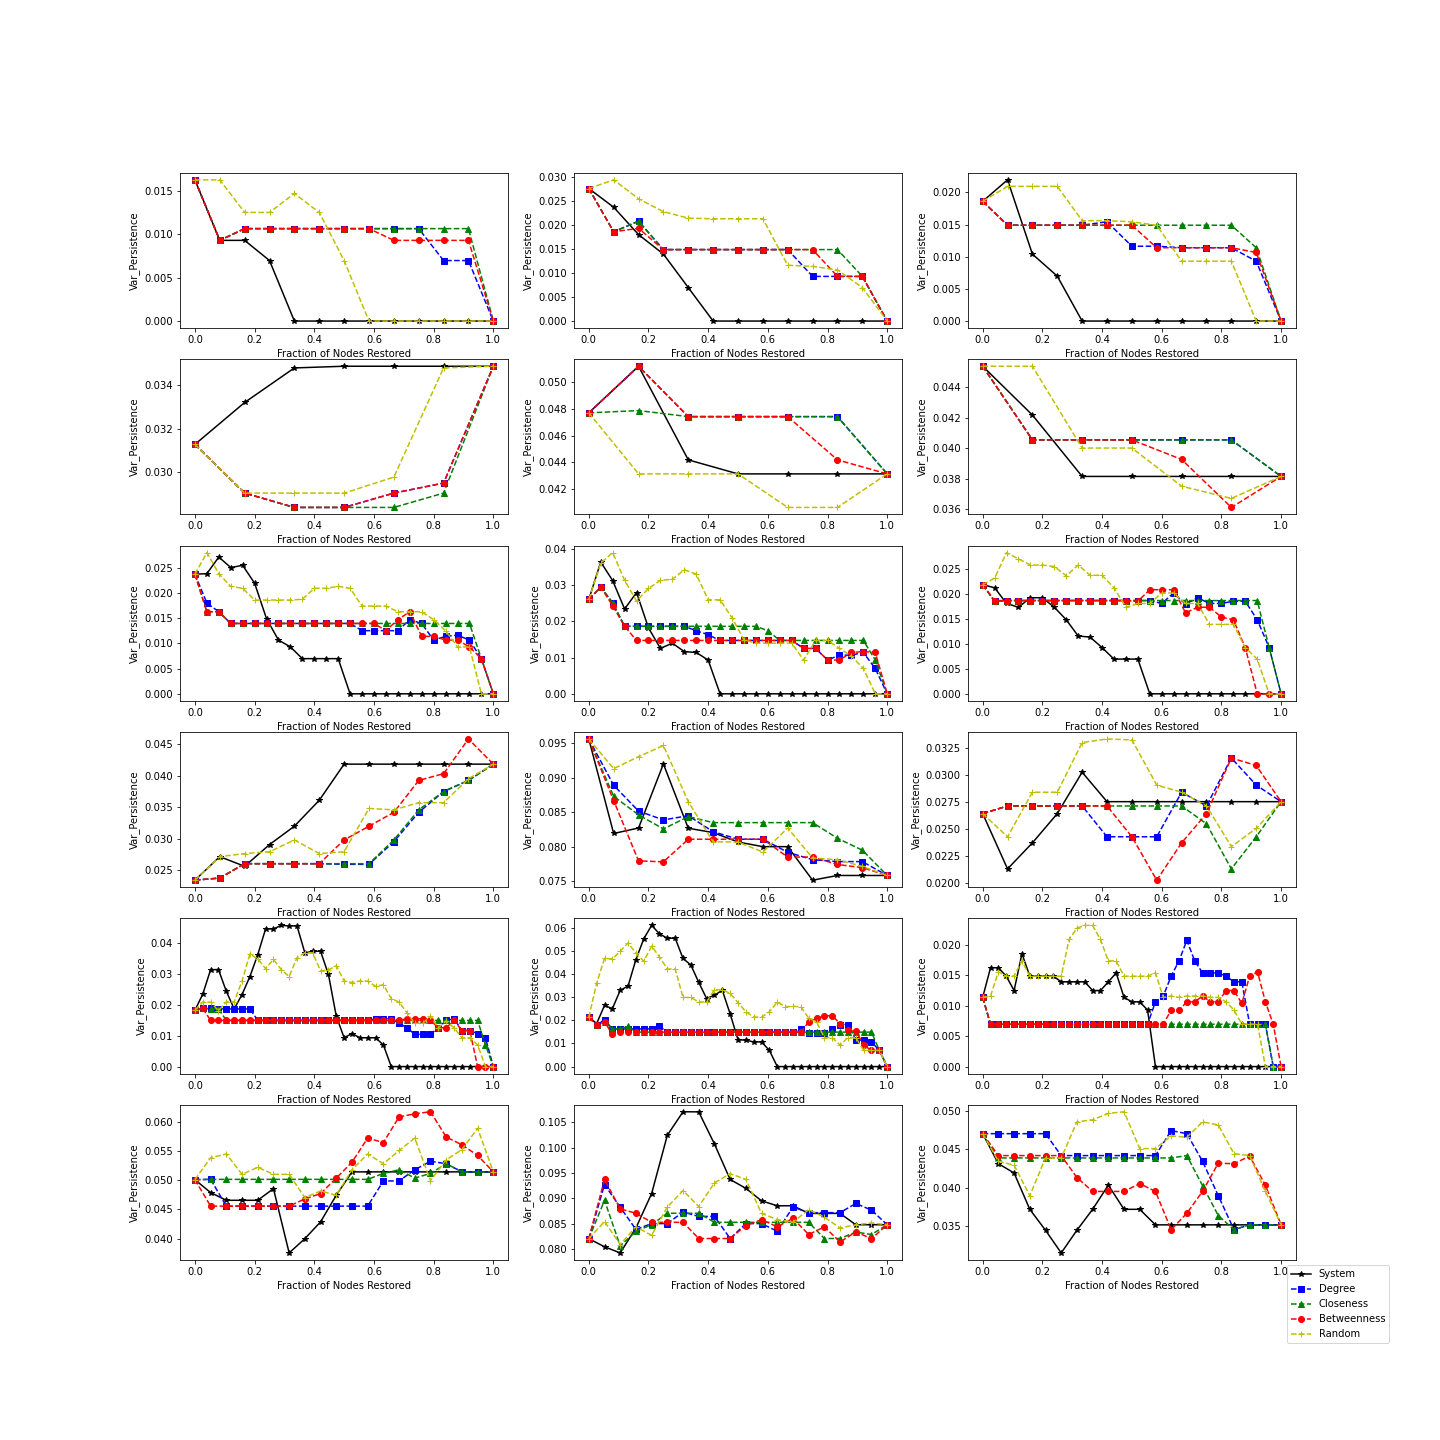 0.015
0.010
0.005
0.000
Var_Persistence
0.0 0.2 0.4 0.6 0.8 1.0
Fraction of Nodes Restored
0.030
0.025
0.020
0.015
0.010
0.005
0.000
Var_Persistence
0.0 0.2 0.4 0.6 0.8 1.0
Fraction of Nodes Restored
0.020
0.015
0.010
0.005
0.000
Var_Persistence
0.0 0.2 0.4 0.6 0.8 1.0
Fraction of Nodes Restored
0.034
0.032
0.030
Var_Persistence
0.0 0.2 0.4 0.6 0.8 1.0
Fraction of Nodes Restored
0.050
0.048
0.046
0.044
0.042
Var_Persistence
0.0 0.2 0.4 0.6 0.8 1.0
Fraction of Nodes Restored
0.044
0.042
0.040
0.038
0.036
Var_Persistence
0.0 0.2 0.4 0.6 0.8 1.0
Fraction of Nodes Restored
0.025
0.020
0.015
0.010
0.005
0.000
Var_Persistence
0.0 0.2 0.4 0.6 0.8 1.0
Fraction of Nodes Restored
0.04
0.03
0.02
0.01
0.00
Var_Persistence
0.0 0.2 0.4 0.6 0.8 1.0
Fraction of Nodes Restored
0.025
0.020
0.015
0.010
0.005
0.000
Var_Persistence
0.0 0.2 0.4 0.6 0.8 1.0
Fraction of Nodes Restored
0.045
0.040
0.035
0.030
0.025
Var_Persistence
0.0 0.2 0.4 0.6 0.8 1.0
Fraction of Nodes Restored
0.095
0.090
0.085
0.080
0.075
Var_Persistence
0.0 0.2 0.4 0.6 0.8 1.0
Fraction of Nodes Restored
0.0325
0.0300
0.0275
0.0250
0.0225
0.0200
Var_Persistence
0.0 0.2 0.4 0.6 0.8 1.0
Fraction of Nodes Restored
0.04
0.03
0.02
0.01
0.00
Var_Persistence
0.0 0.2 0.4 0.6 0.8 1.0
Fraction of Nodes Restored
0.06
0.05
0.04
0.03
0.02
0.01
0.00
Var_Persistence
0.0 0.2 0.4 0.6 0.8 1.0
Fraction of Nodes Restored
0.020
0.015
0.010
0.005
0.000
Var_Persistence
0.0 0.2 0.4 0.6 0.8 1.0
Fraction of Nodes Restored
0.060
0.055
0.050
0.045
0.040
Var_Persistence
0.0 0.2 0.4 0.6 0.8 1.0
Fraction of Nodes Restored
0.105
0.100
0.095
0.090
0.085
0.080
Var_Persistence
0.0 0.2 0.4 0.6 0.8 1.0
Fraction of Nodes Restored
0.050
0.045
0.040
0.035
Var_Persistence
0.0 0.2 0.4 0.6 0.8 1.0
Fraction of Nodes Restored
System
Degree
Closeness
Betweenness
Random